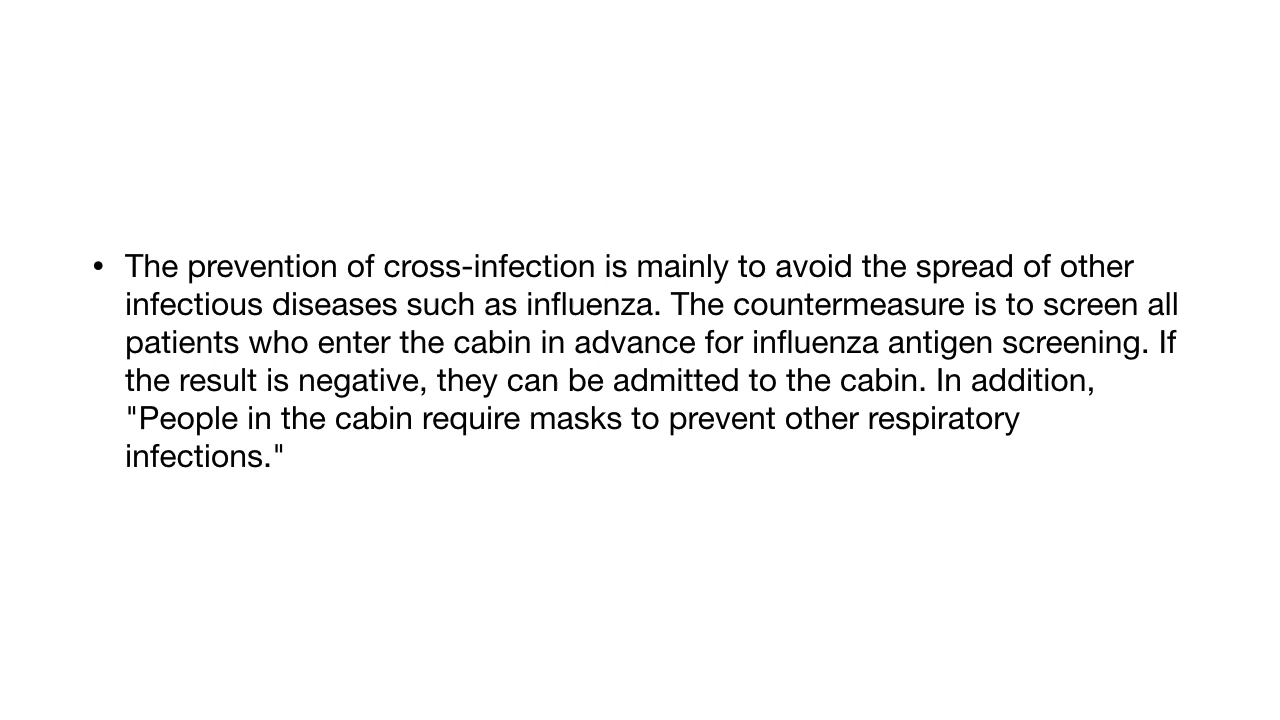 • The prevention of cross-infection is mainly to avoid the spread of other
infectious diseases such as influenza. The countermeasure is to screen all
patients who enter the cabin in advance for influenza antigen screening. If
the result is negative, they can be admitted to the cabin. In addition,
"People in the cabin require masks to prevent other respiratory
infections."